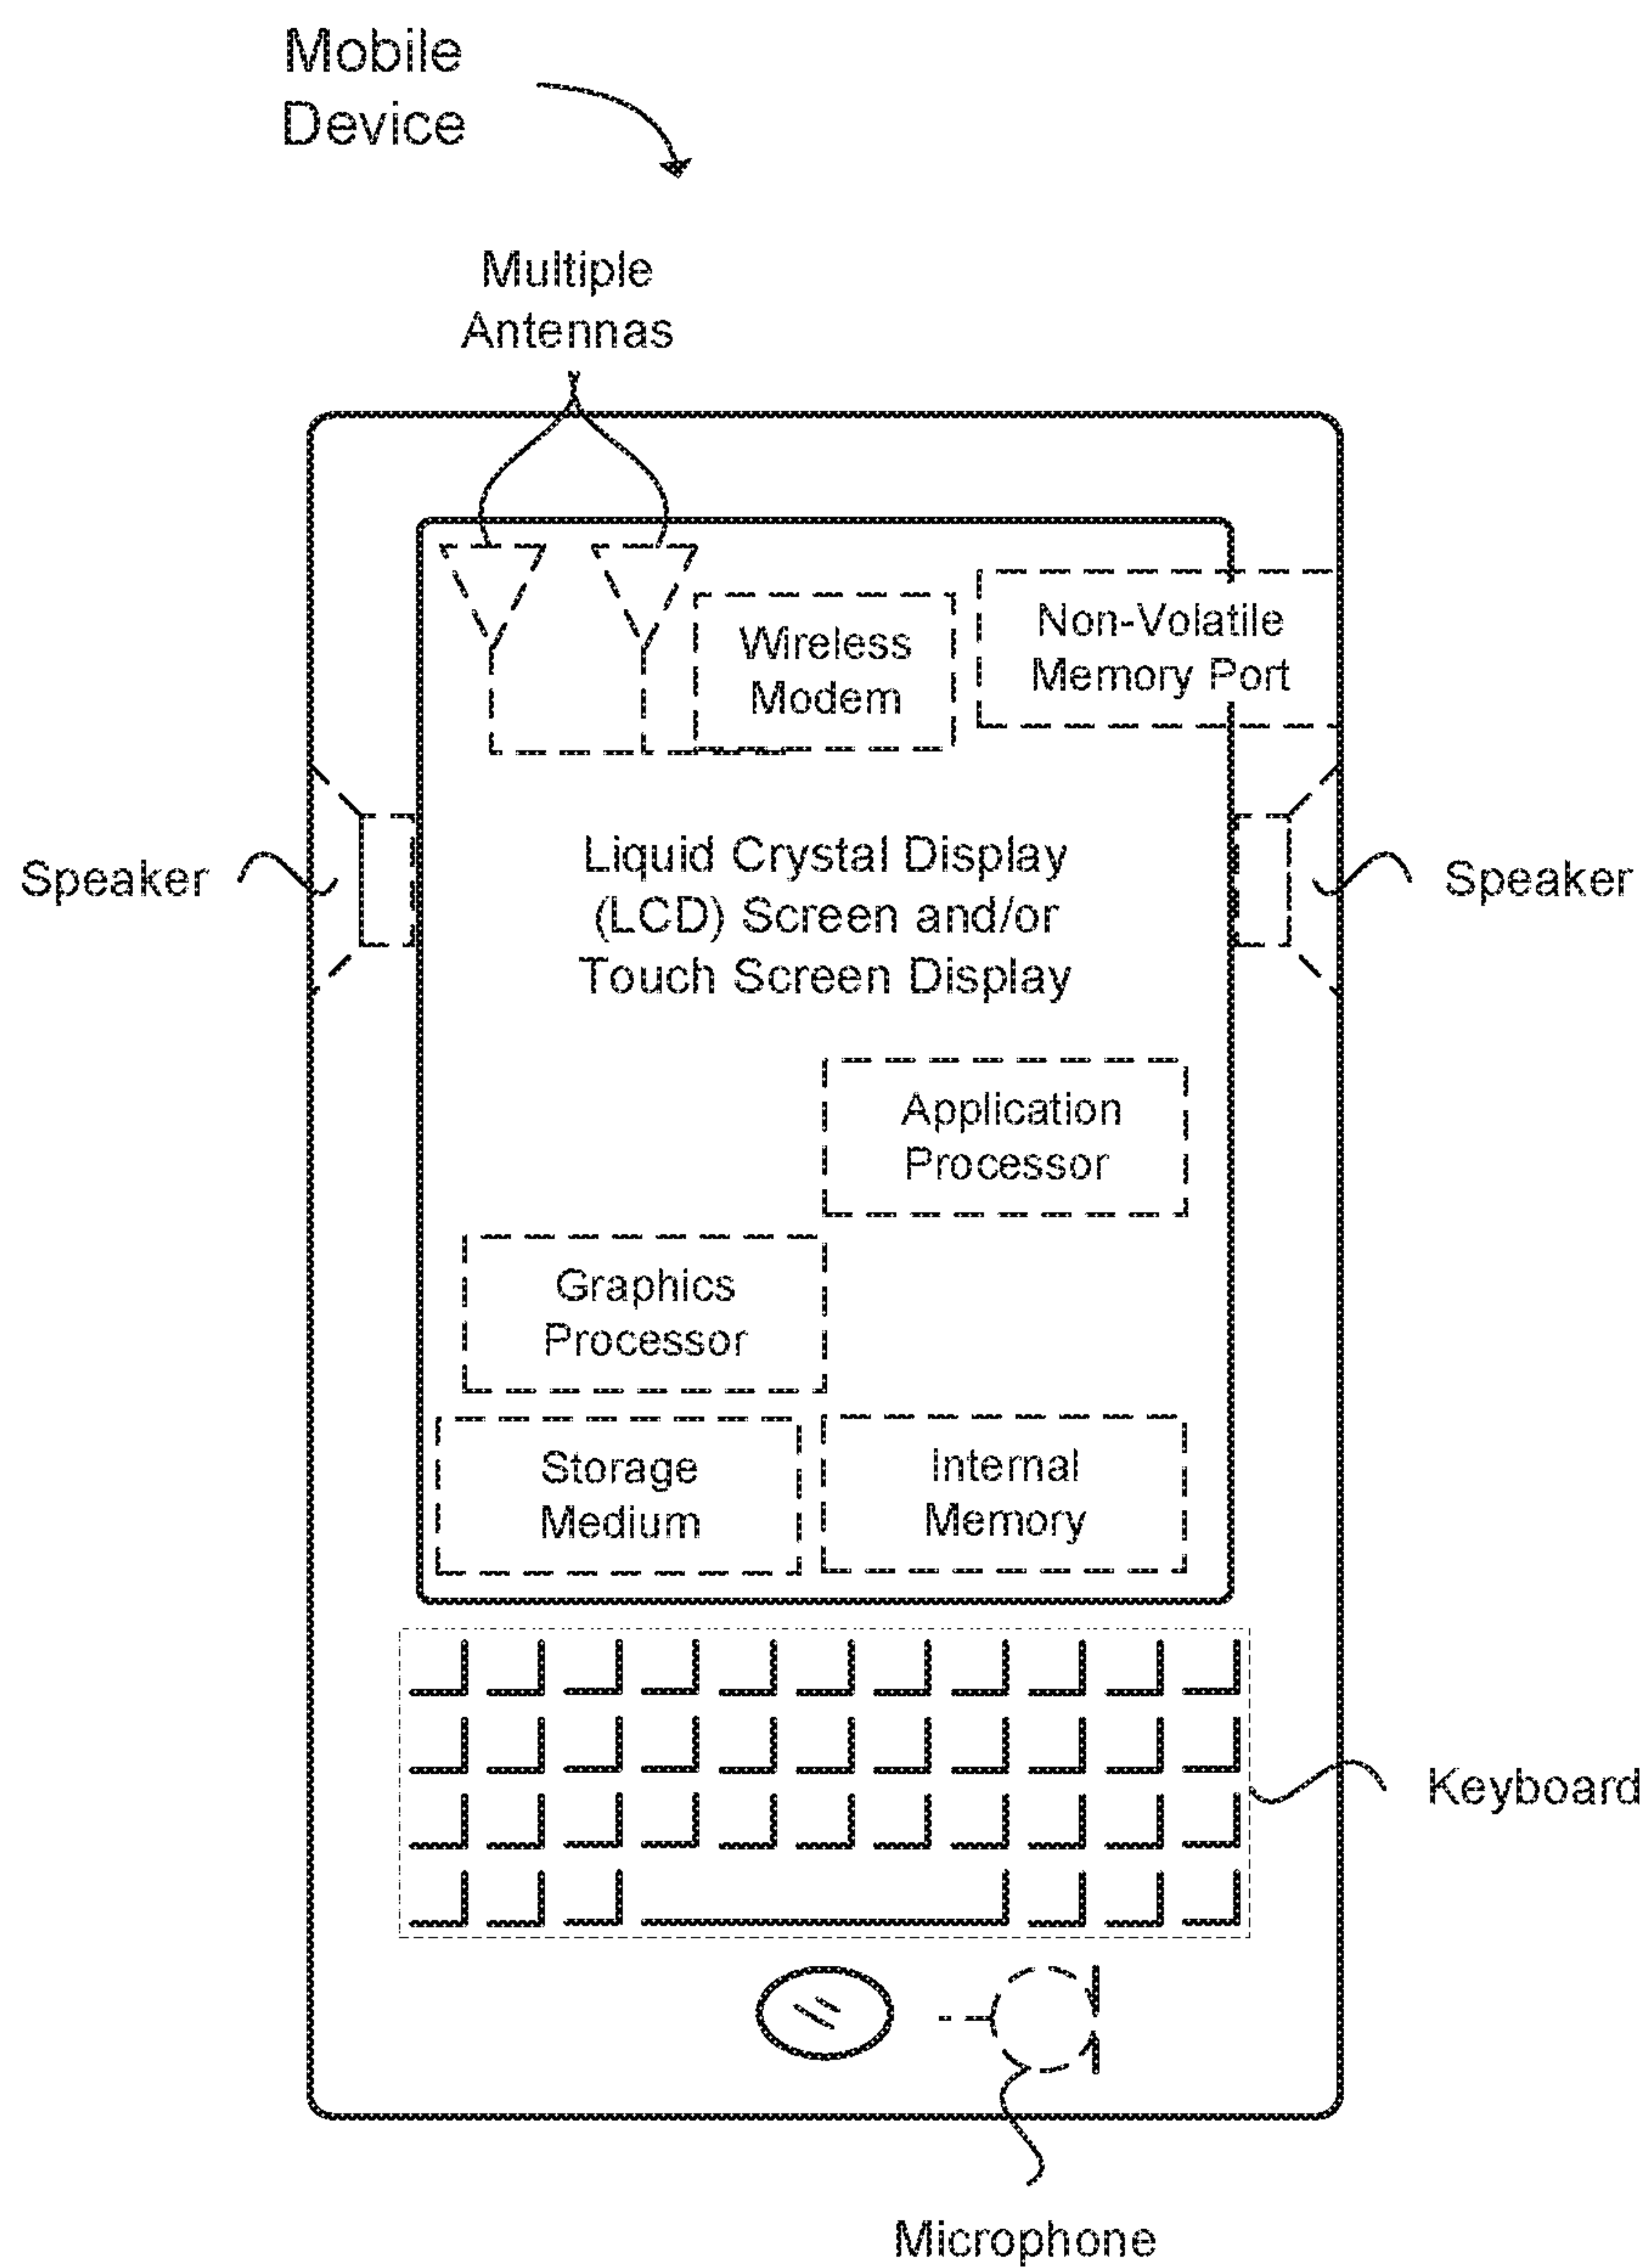 Mobile
Device
Multiple
Antennas
Wireless
Modem
Non-Volatile
Memory Port
Speaker
Liquid Crystal Display
(LCD) Screen and/or
Touch Screen Display
Speaker
Application
Processor
Graphics
Processor
Storage
Medium
Internal
Memory
Keyboard
Microphone